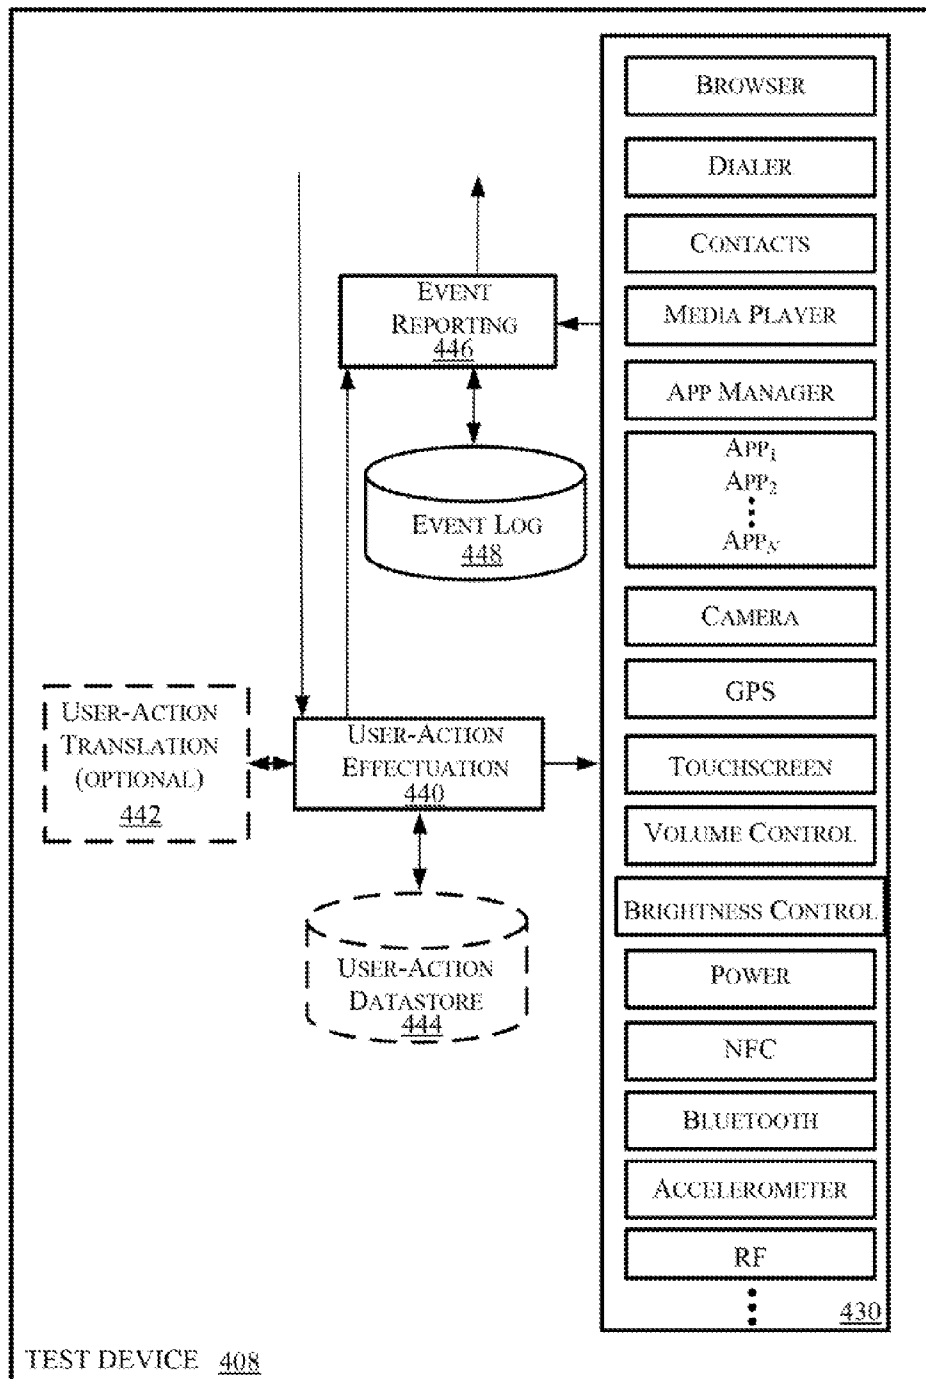 BROWSER
DIALER
CONTACTS
EVENT
REPORTING
446
MEDIA PLAYER
APP MANAGER
APP1
APP2
APPN
EVENT LOG
448
CAMERA
GPS
USER-ACTION
TRANSLATION
(OPTIONAL)
442
USER-ACTION
EFFECTUATION
440
TOUCHSCREEN
VOLUME CONTROL
BRIGHTNESS CONTROL
USER-ACTION
DATASTORE
444
POWER
NFC
BLUETOOTH
ACCELEROMETER
RF
430
TEST DEVICE 408